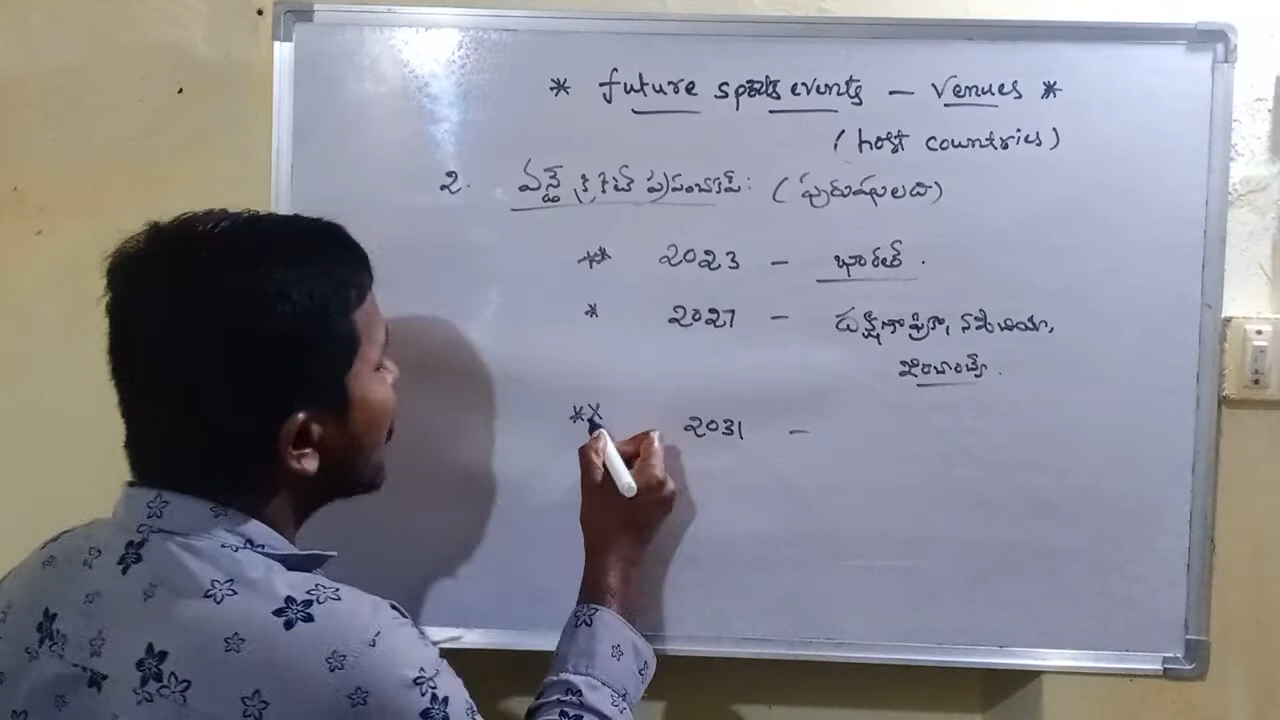 * future sports events - Venues *
(host countries)
2. వన్డే క్రికెట్ ప్రపంచకప్: (పురుషులది)
** 2023 - భారత్.
* 2027 - దక్షిణాఫ్రికా, నమీబియా,
జింబాబ్వే.
** 2031 -